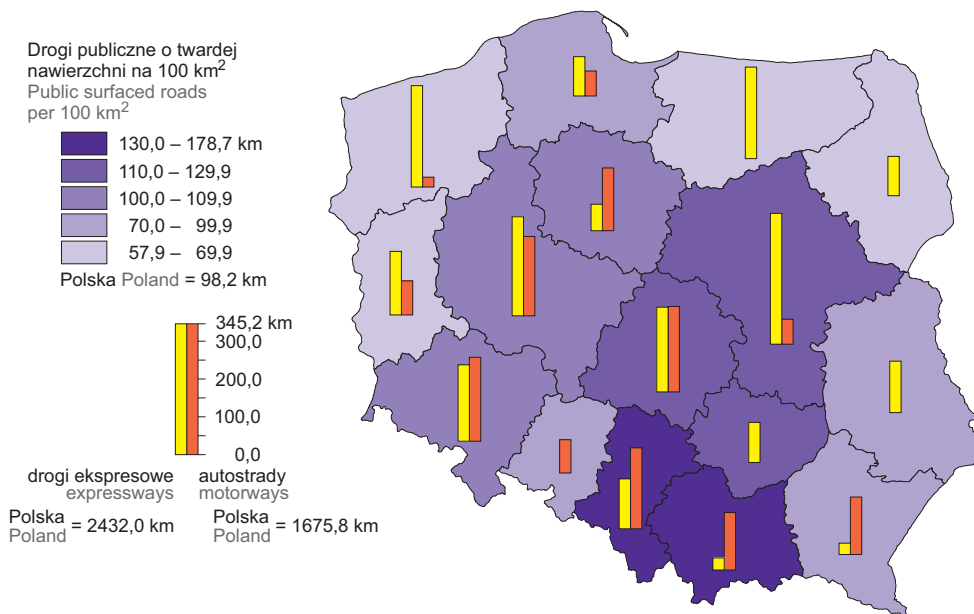 Drogi publiczne o twardej
nawierzchni na 100 km²
Public surfaced roads
per 100 km²
130,0 – 178,7 km
110,0 – 129,9
100,0 – 109,9
70,0 – 99,9
57,9 – 69,9
Polska Poland = 98,2 km
345,2 km
300,0
200,0
100,0
0,0
drogi ekspresowe
expressways
autostrady
motorways
Polska
Poland = 2432,0 km
Polska
Poland = 1675,8 km